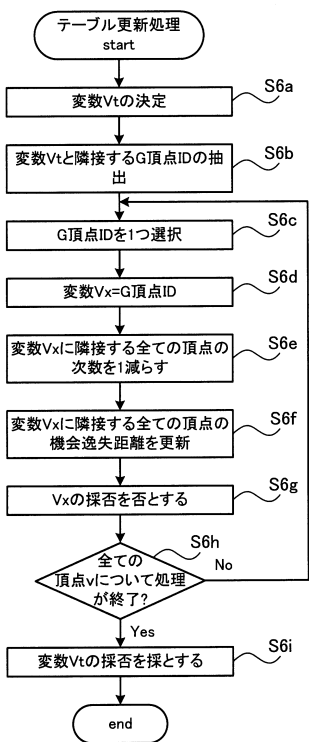 テーブル更新処理
start
変数Vtの決定
S6a
変数Vtと隣接するG頂点IDの抽
出
S6b
G頂点IDを1つ選択
S6c
変数Vx=G頂点ID
S6d
変数Vxに隣接する全ての頂点の
次数を1減らす
S6e
変数Vxに隣接する全ての頂点の
機会逸失距離を更新
S6f
Vxの採否を否とする
S6g
全ての
頂点vについて処理
が終了?
S6h
No
Yes
変数Vtの採否を採とする
S6i
end